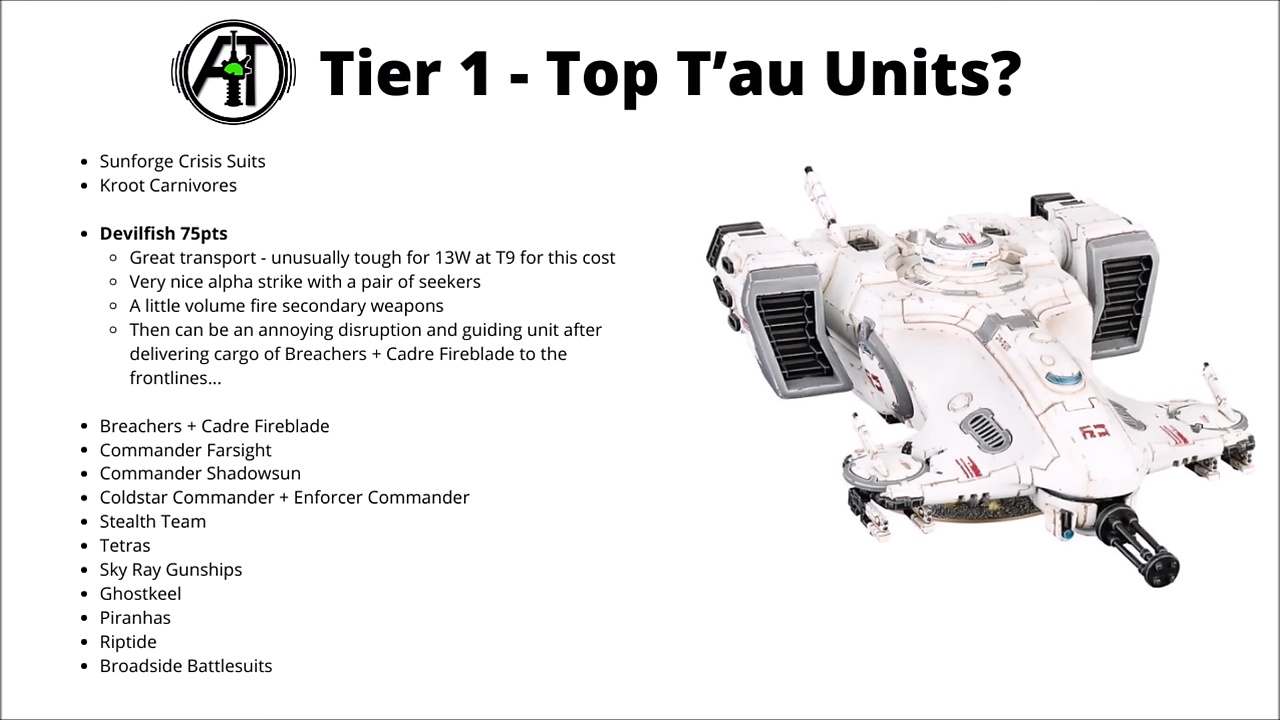 AT
Tier 1 - Top T’au Units?
• Sunforge Crisis Suits
• Kroot Carnivores
• Devilfish 75pts
◦ Great transport - unusually tough for 13W at T9 for this cost
◦ Very nice alpha strike with a pair of seekers
◦ A little volume fire secondary weapons
◦ Then can be an annoying disruption and guiding unit after
delivering cargo of Breachers + Cadre Fireblade to the
frontlines...
• Breachers + Cadre Fireblade
• Commander Farsight
• Commander Shadowsun
• Coldstar Commander + Enforcer Commander
• Stealth Team
• Tetras
• Sky Ray Gunships
• Ghostkeel
• Piranhas
• Riptide
• Broadside Battlesuits